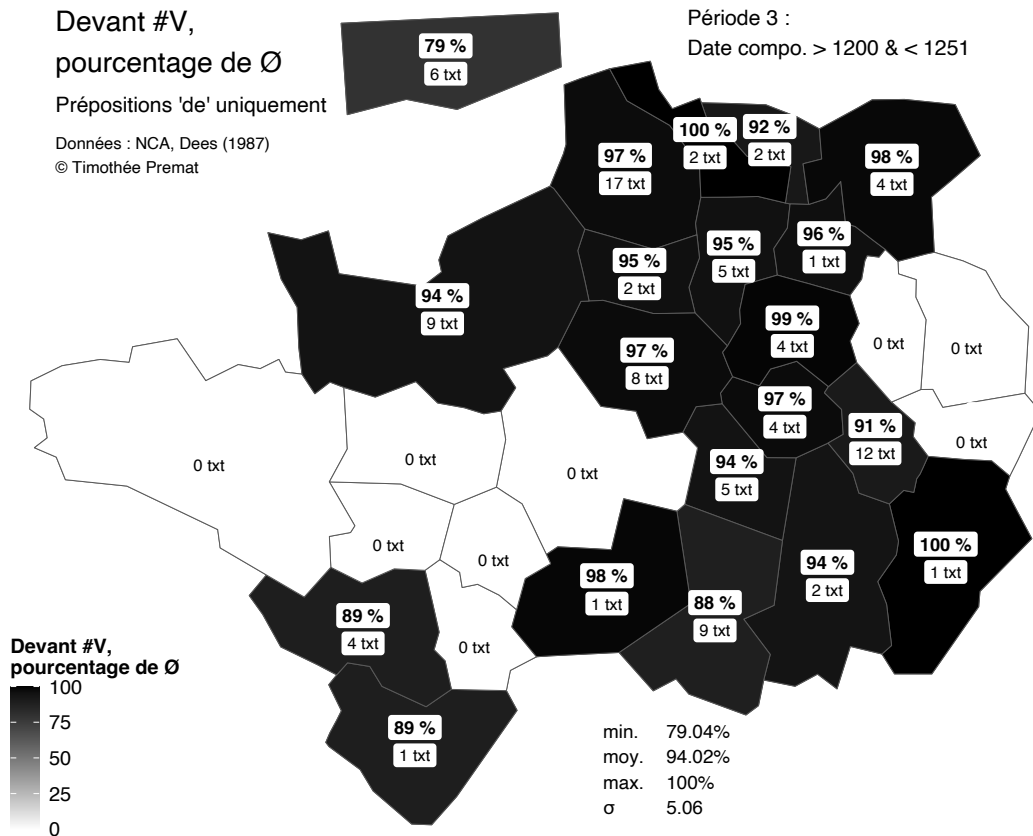 Devant #V,
pourcentage de Ø
Prépositions 'de' uniquement
Données : NCA, Dees (1987)
© Timothée Premat
Période 3 :
Date compo. > 1200 & < 1251
79 %
6 txt
100 %
2 txt
92 %
2 txt
97 %
17 txt
98 %
4 txt
96 %
1 txt
95 %
5 txt
95 %
2 txt
94 %
9 txt
99 %
4 txt
0 txt
0 txt
97 %
8 txt
97 %
4 txt
91 %
12 txt
0 txt
0 txt
0 txt
94 %
5 txt
0 txt
0 txt
0 txt
100 %
1 txt
94 %
2 txt
98 %
1 txt
88 %
9 txt
89 %
4 txt
0 txt
89 %
1 txt
Devant #V,
pourcentage de Ø
100
75
50
25
0
min. 79.04%
moy. 94.02%
max. 100%
σ 5.06